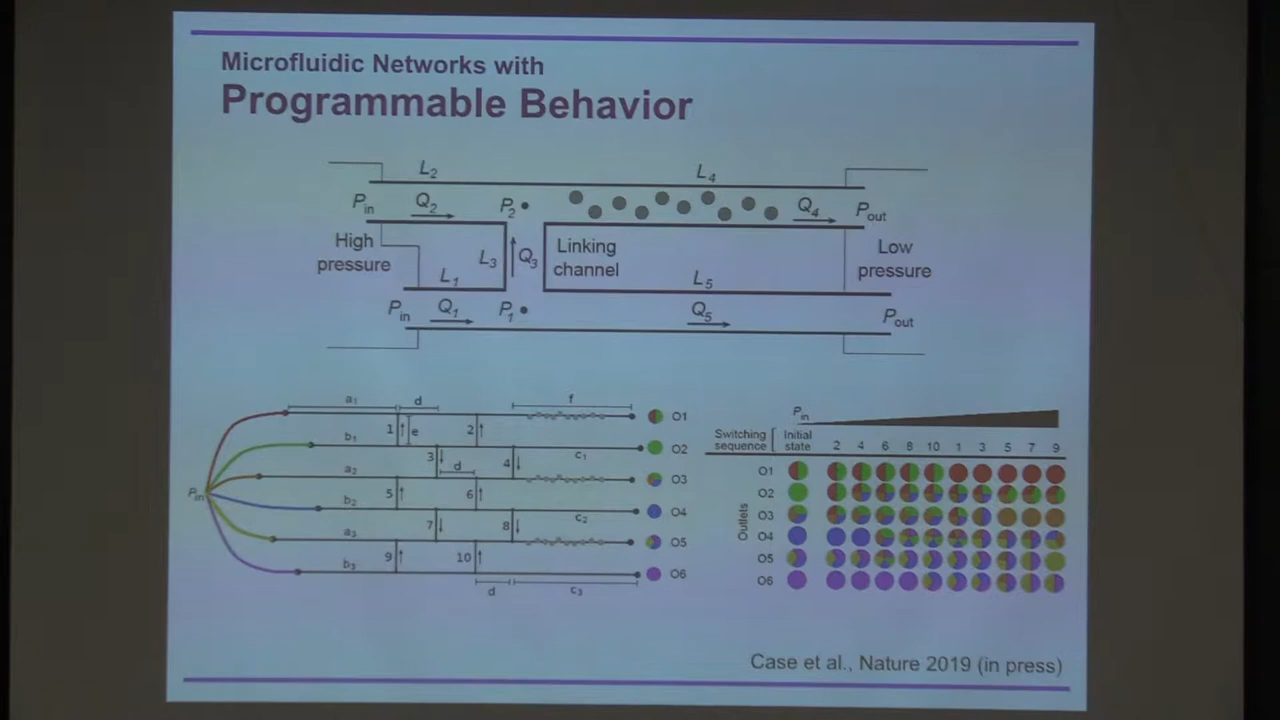 Microfluidic Networks with
Programmable Behavior
L2
L4
Pin
Q2
P2
Q4
Pout
High
pressure
L3
Q3
Linking
channel
Low
pressure
L1
L5
Pin
Q1
P1
Q5
Pout
a1
d
f
1
e
2
O1
b1
3
d
4
c1
O2
a2
O3
Pin
5
6
b2
c2
O4
7
8
a3
O5
9
10
b3
O6
d
c3
Pin
Switching
sequence
Initial
state
2 4 6 8 10 1 3 5 7 9
Outlets
O1
O2
O3
O4
O5
O6
Case et al., Nature 2019 (in press)